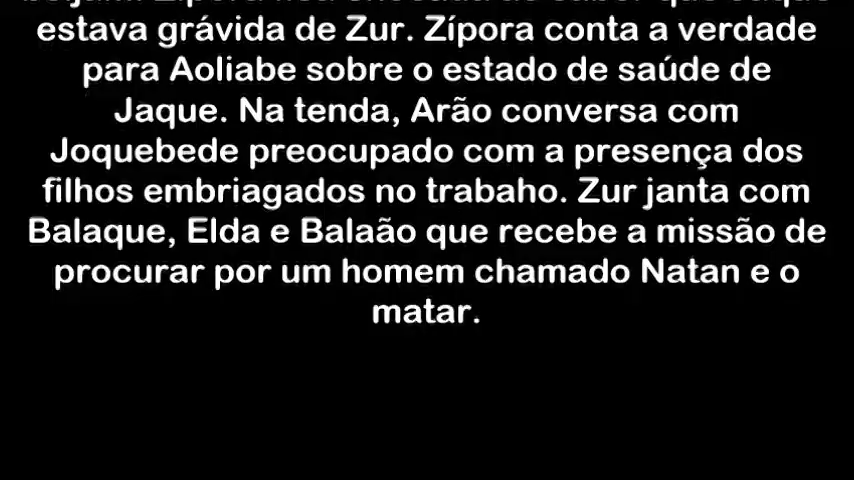 estava grávida de Zur. Zípora conta a verdade
para Aoliabe sobre o estado de saúde de
Jaque. Na tenda, Arão conversa com
Joquebede preocupado com a presença dos
filhos embriagados no trabaho. Zur janta com
Balaque, Elda e Balaão que recebe a missão de
procurar por um homem chamado Natan e o
matar.